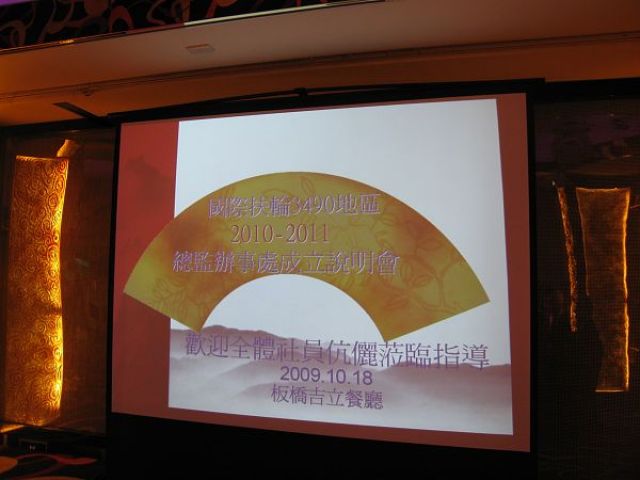 國際扶輪3490地區
2010-2011
總監辦事處成立說明會
歡迎全體社員伉儷蒞臨指導
2009.10.18
板橋吉立餐廳